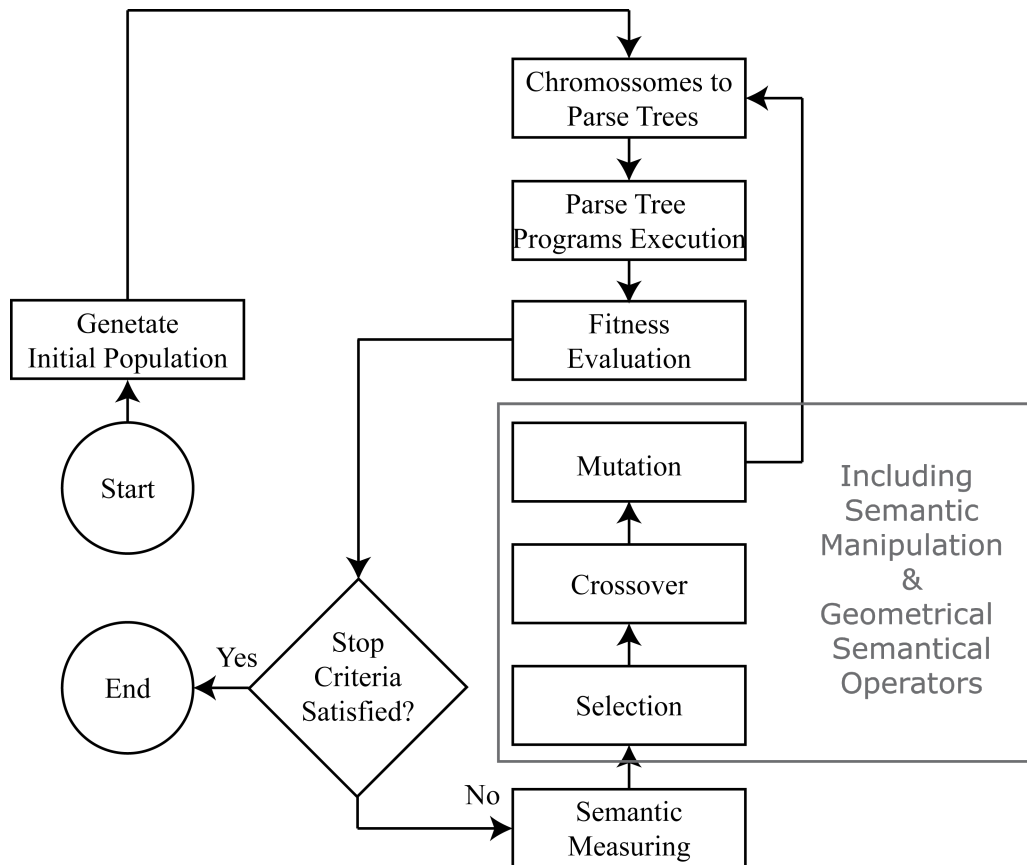 Chromossomes to
Parse Trees
Parse Tree
Programs Execution
Genetate
Initial Population
Fitness
Evaluation
Start
Mutation
Including
Semantic
Manipulation
&
Geometrical
Semantical
Operators
Crossover
Stop
Criteria
Satisfied?
Yes
End
Selection
No
Semantic
Measuring